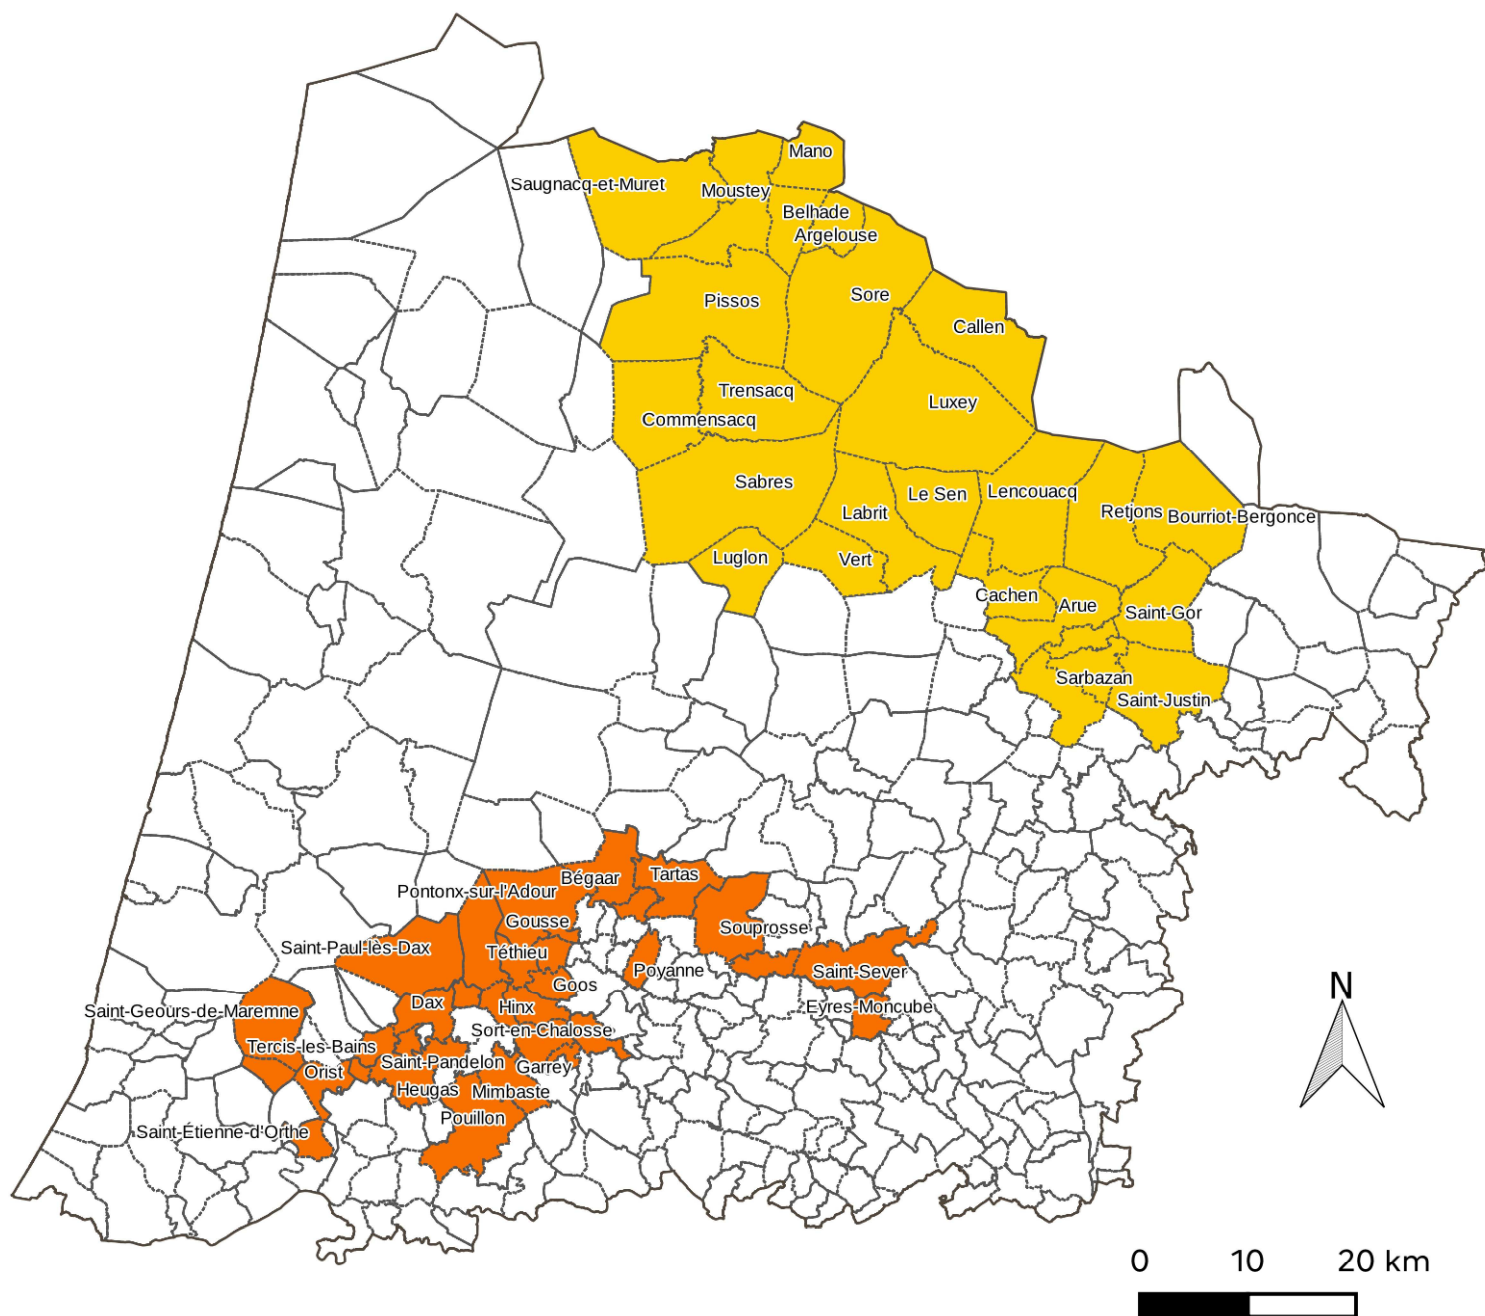 Mano
Saugnacq-et-Muret
Moustey
Belhade
Argelouse
Sore
Pissos
Callen
Trensacq
Luxey
Commensacq
Sabres
Le Sen
Lencouacq
Labrit
Retjons
Bourriot-Bergonce
Luglon
Vert
Cachen
Arue
Saint-Gor
Sarbazan
Saint-Justin
Bégaar
Tartas
Pontonx-sur-l'Adour
Gousse
Souprosse
Saint-Paul-lès-Dax
Téthieu
Poyanne
Saint-Sever
Goos
Dax
Hinx
Eyres-Moncube
Saint-Geours-de-Maremne
Sort-en-Chalosse
Tercis-les-Bains
Saint-Pandelon
Garrey
Orist
Heugas
Mimbaste
Pouillon
Saint-Étienne-d'Orthe
N
0 10 20 km